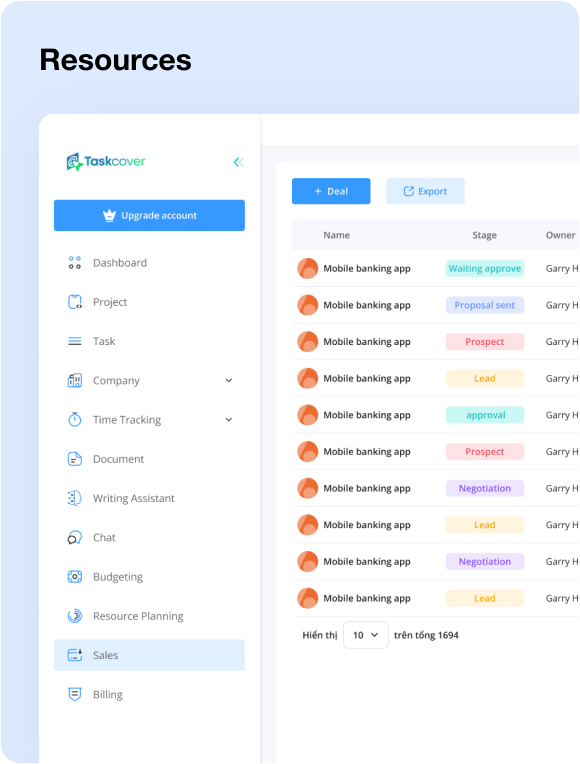 Resources
Taskcover
Upgrade account
Dashboard
Project
Task
Company
Time Tracking
Document
Writing Assistant
Chat
Budgeting
Resource Planning
Sales
Billing
+ Deal
Export
Name Stage Owner
Mobile banking app Waiting approve Garry H
Mobile banking app Proposal sent Garry H
Mobile banking app Prospect Garry H
Mobile banking app Lead Garry H
Mobile banking app approval Garry H
Mobile banking app Prospect Garry H
Mobile banking app Negotiation Garry H
Mobile banking app Lead Garry H
Mobile banking app Negotiation Garry H
Mobile banking app Lead Garry H
Hiển thị 10 trên tổng 1694